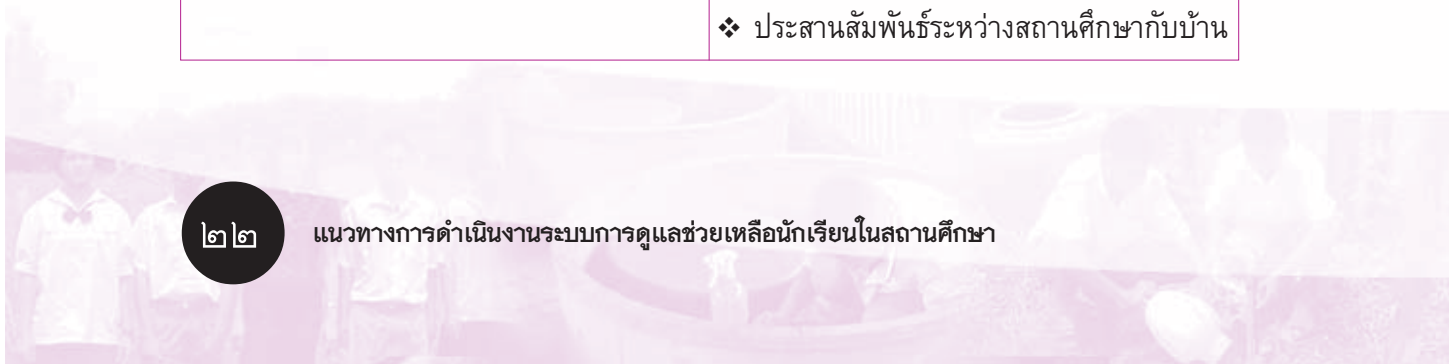 ❖ ประสานสัมพันธ์ระหว่างสถานศึกษากับบ้าน
๒๒ แนวทางการดำเนินงานระบบการดูแลช่วยเหลือนักเรียนในสถานศึกษา